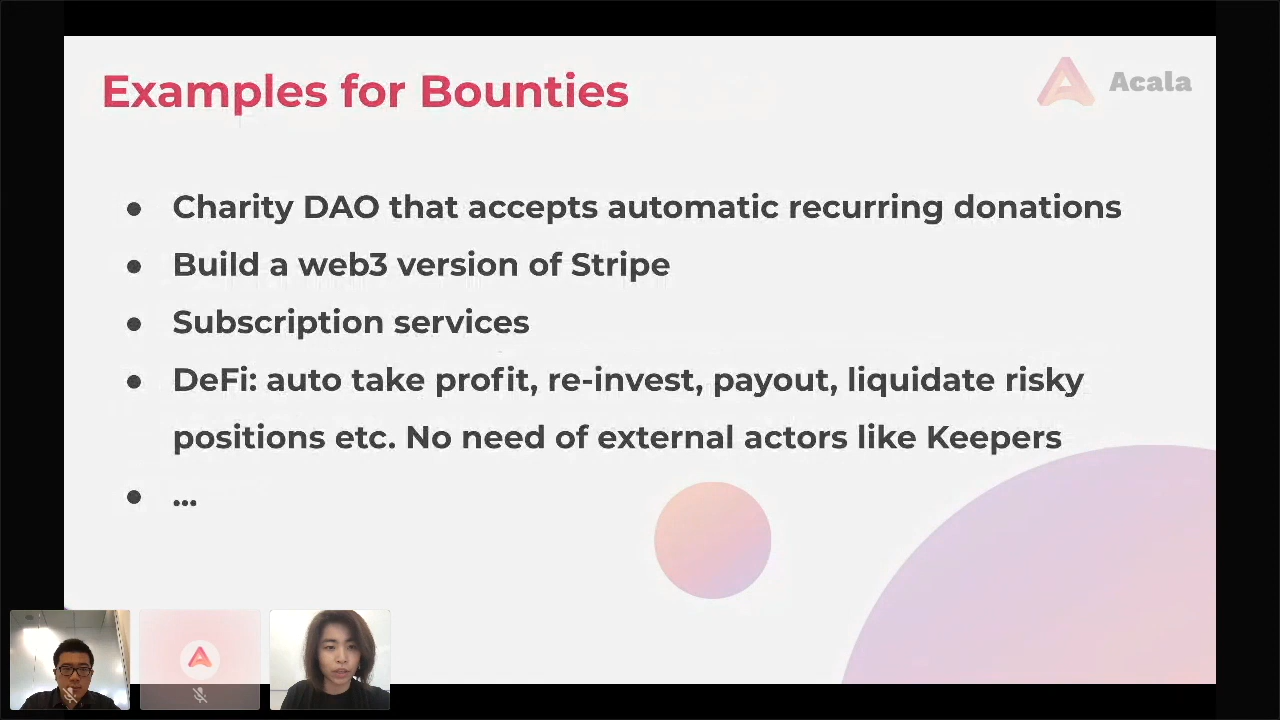 Examples for Bounties
Acala
● Charity DAO that accepts automatic recurring donations
● Build a web3 version of Stripe
● Subscription services
● DeFi: auto take profit, re-invest, payout, liquidate risky
positions etc. No need of external actors like Keepers
● ...